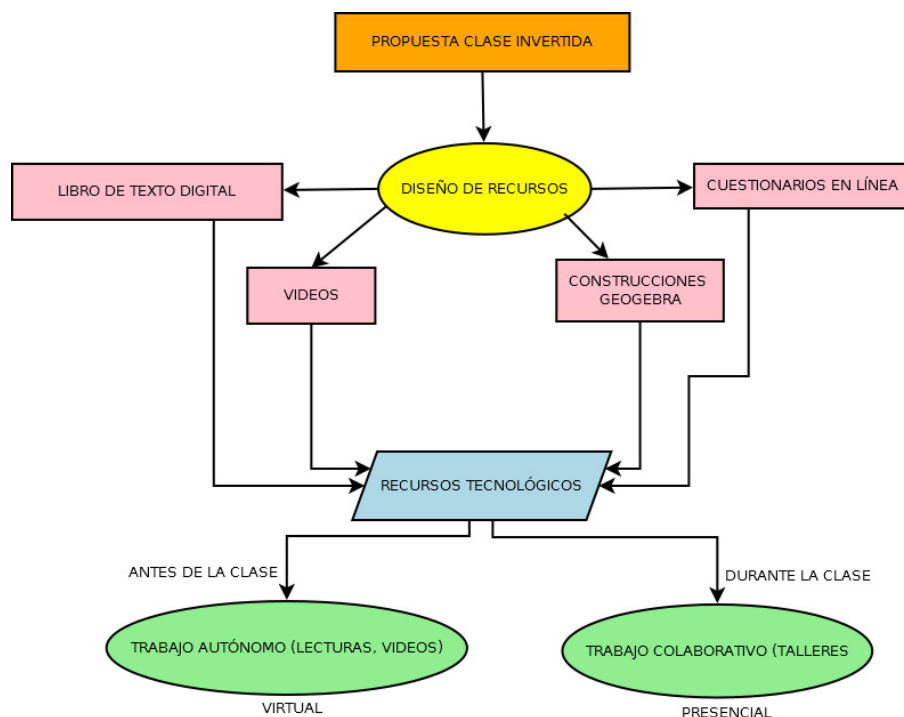 PROPUESTA CLASE INVERTIDA
LIBRO DE TEXTO DIGITAL
DISEÑO DE RECURSOS
CUESTIONARIOS EN LÍNEA
VIDEOS
CONSTRUCCIONES
GEOGEBRA
RECURSOS TECNOLÓGICOS
ANTES DE LA CLASE
DURANTE LA CLASE
TRABAJO AUTÓNOMO (LECTURAS, VIDEOS)
TRABAJO COLABORATIVO (TALLERES
VIRTUAL
PRESENCIAL